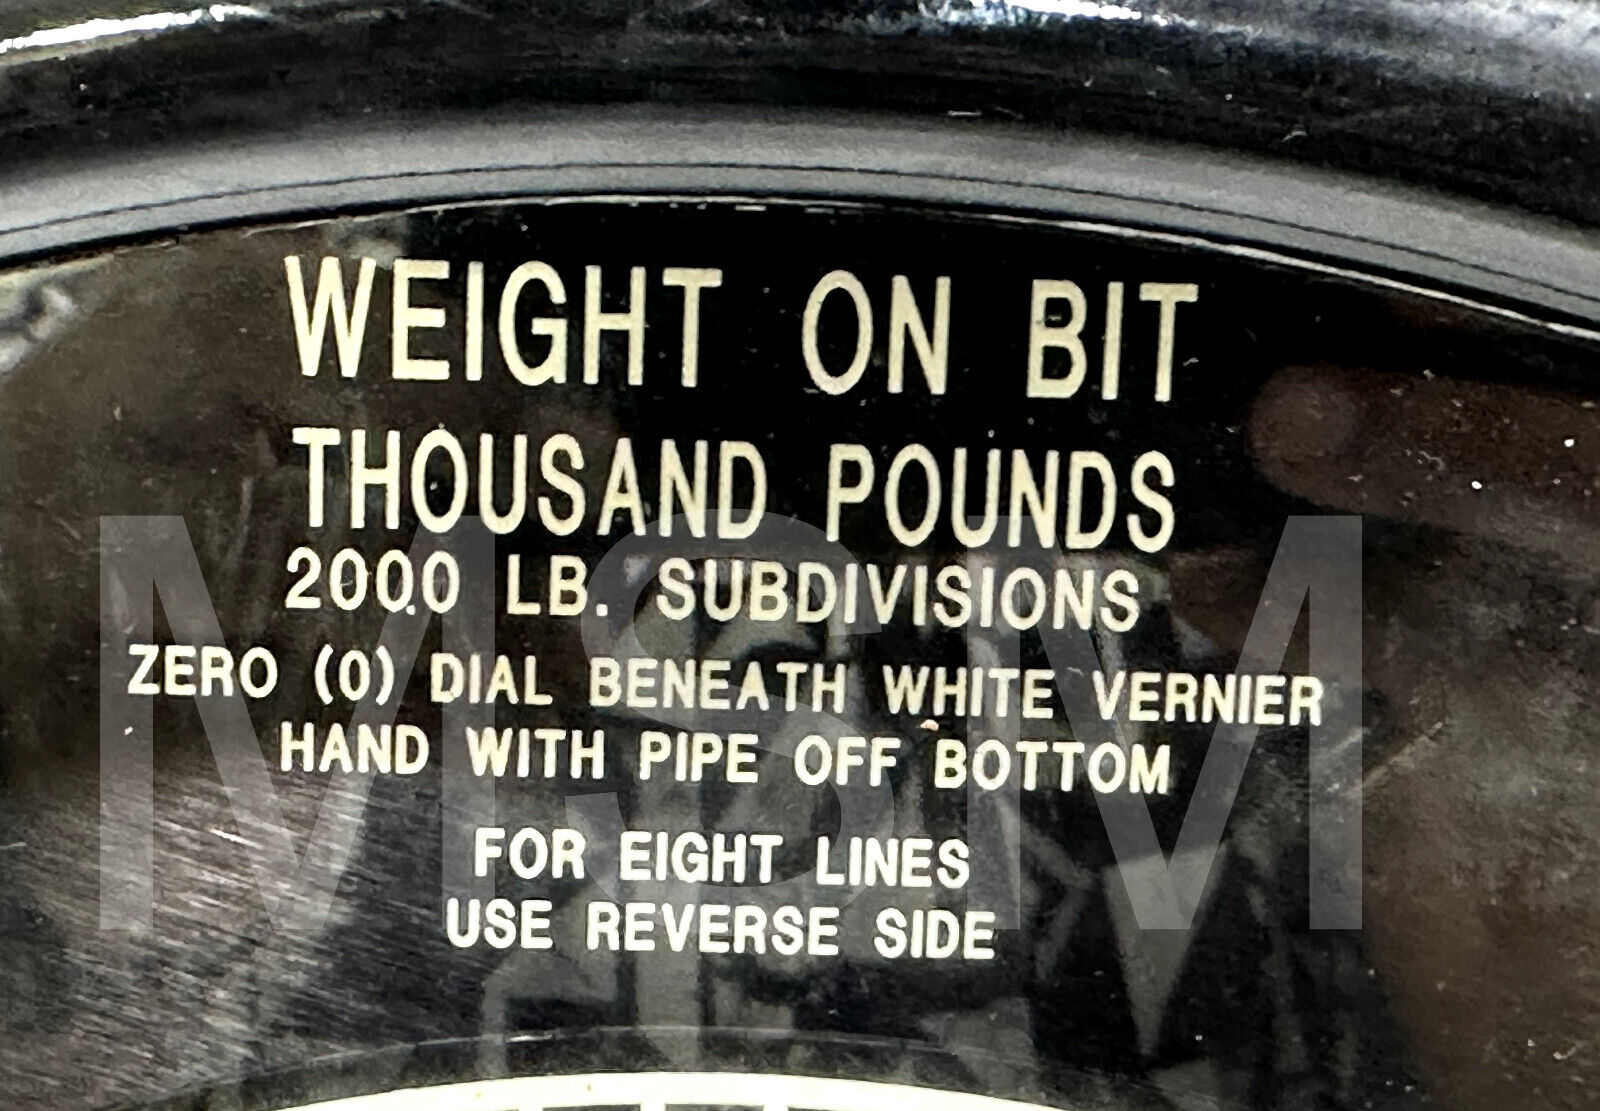 WEIGHT ON BIT
THOUSAND POUNDS
2000 LB. SUBDIVISIONS
ZERO (0) DIAL BENEATH WHITE VERNIER
HAND WITH PIPE OFF BOTTOM
FOR EIGHT LINES
USE REVERSE SIDE
MSM